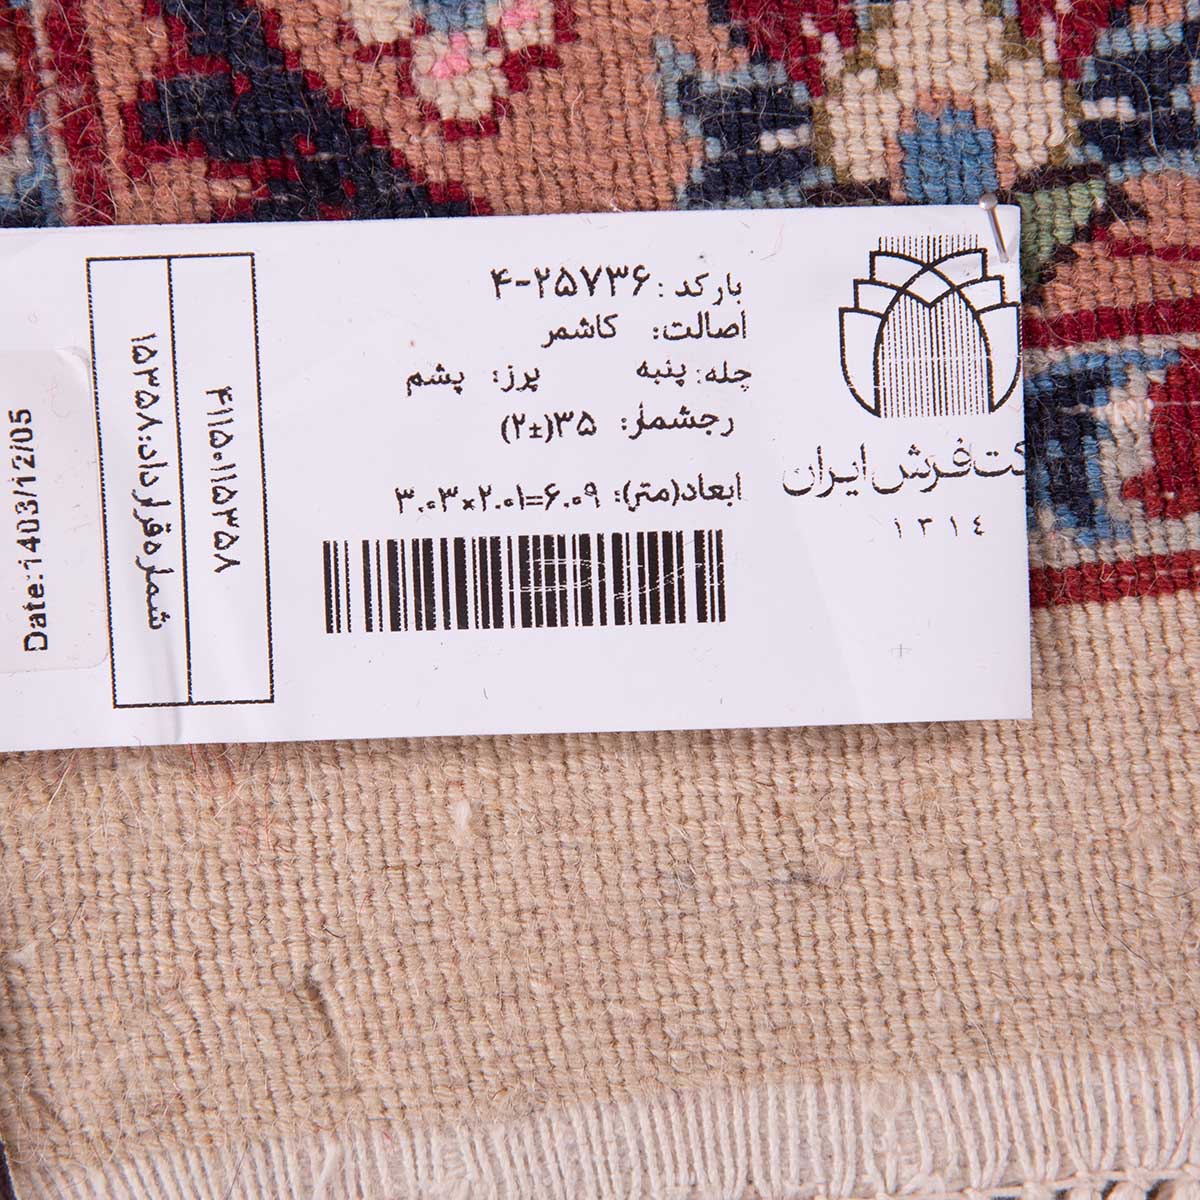 بارکد: ۴-۲۵۷۳۶
اصالت: کاشمر
چله: پنبه پرز: پشم
رجشمار: ۳۵(±۲)
ابعاد(متر): ۳.۰۳×۲.۰۱=۶.۰۹
کت فرش ایران
۱۳۱۴
۴۱۱۵۰۱۱۵۳۵۸
شماره قرارداد: ۱۵۳۵۸
Date:1403/12/05